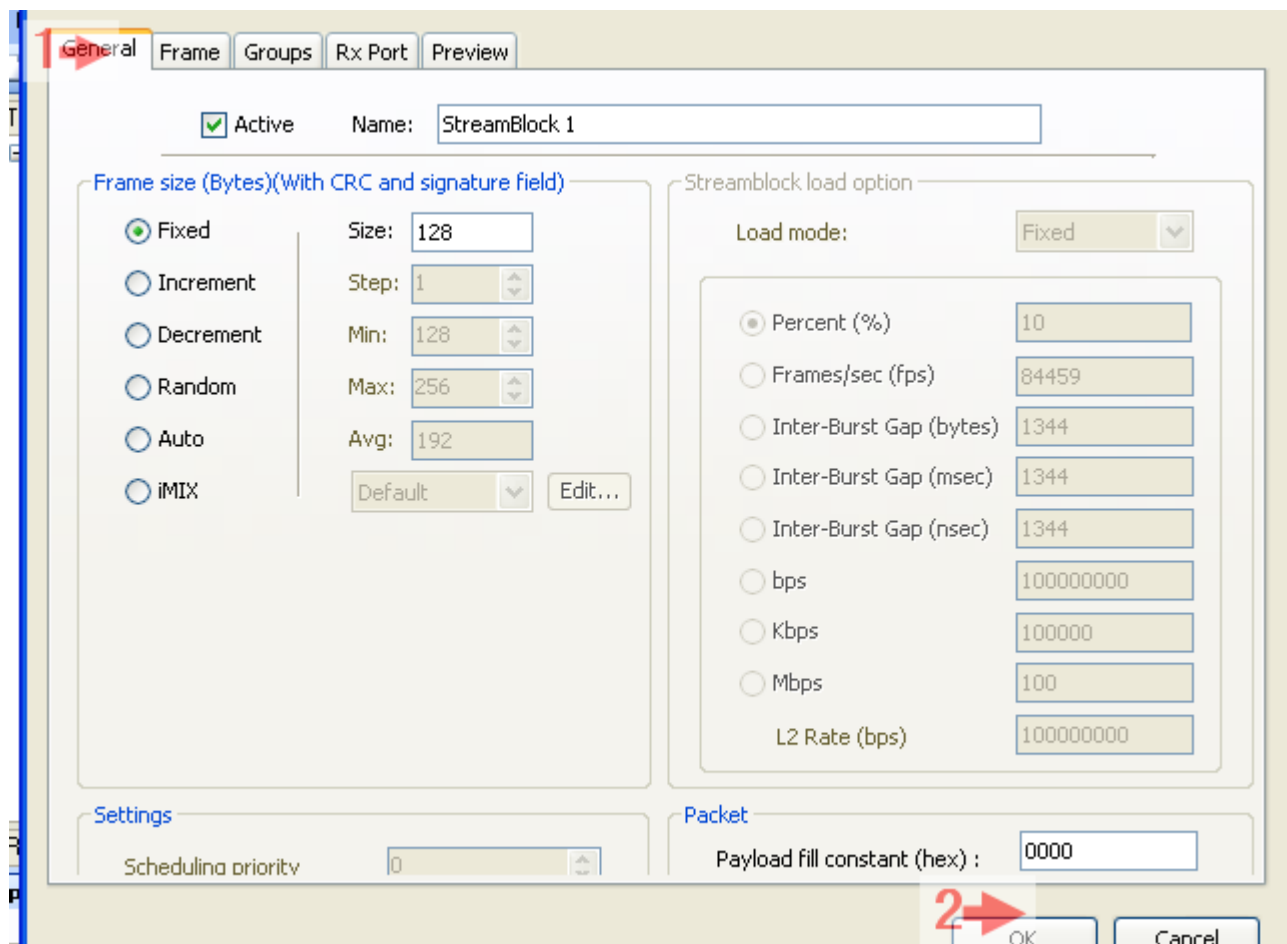 1 General Frame Groups Rx Port Preview
Active Name: StreamBlock 1
Frame size (Bytes)(With CRC and signature field)
Fixed Size: 128
Increment Step: 1
Decrement Min: 128
Random Max: 256
Auto Avg: 192
iMIX Default Edit...
Streamblock load option
Load mode: Fixed
Percent (%) 10
Frames/sec (fps) 84459
Inter-Burst Gap (bytes) 1344
Inter-Burst Gap (msec) 1344
Inter-Burst Gap (nsec) 1344
bps 100000000
Kbps 100000
Mbps 100
L2 Rate (bps) 100000000
Settings
Scheduling priority 0
Packet
Payload fill constant (hex) : 0000
2 OK Cancel